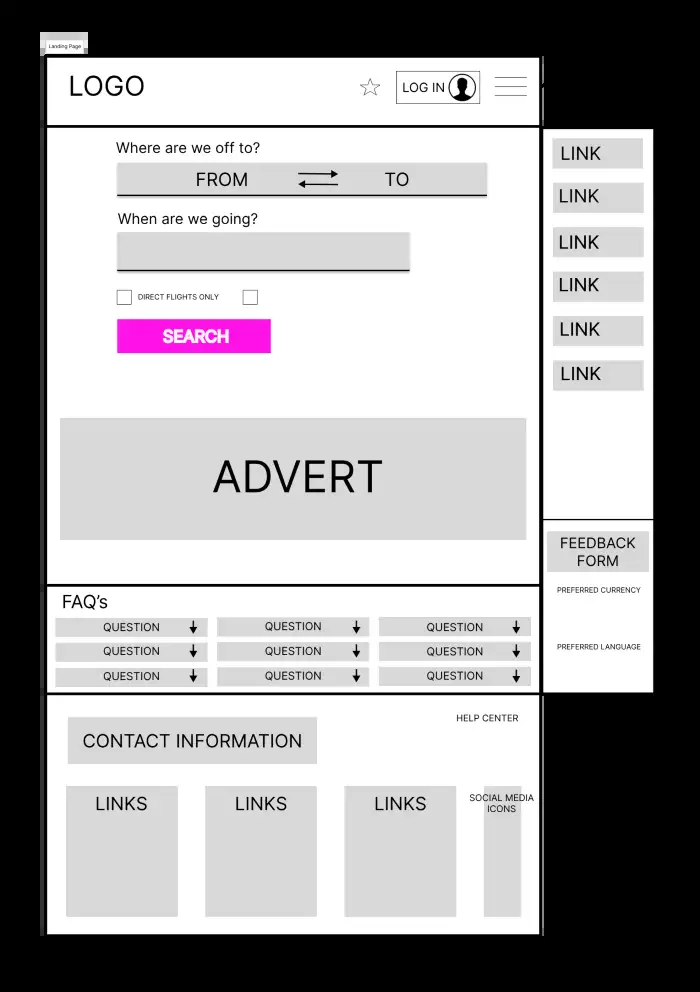 Landing Page
LOGO
LOG IN
Where are we off to?
FROM TO
When are we going?
DIRECT FLIGHTS ONLY
SEARCH
ADVERT
LINK
LINK
LINK
LINK
LINK
LINK
FEEDBACK
FORM
PREFERRED CURRENCY
PREFERRED LANGUAGE
FAQ’s
QUESTION QUESTION QUESTION
QUESTION QUESTION QUESTION
QUESTION QUESTION QUESTION
HELP CENTER
CONTACT INFORMATION
LINKS LINKS LINKS
SOCIAL MEDIA
ICONS